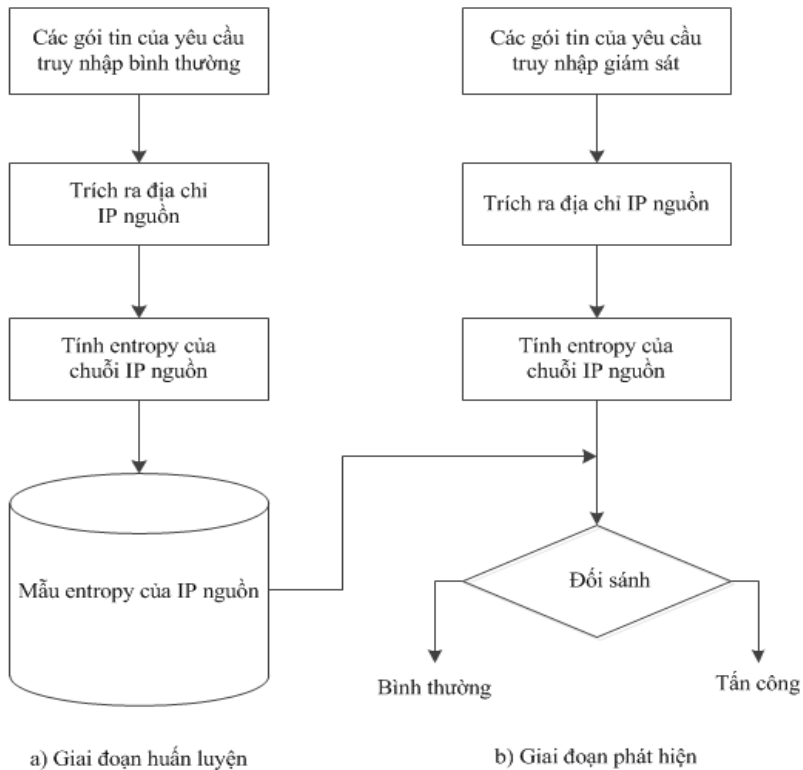 Các gói tin của yêu cầu
truy nhập bình thường
Trích ra địa chỉ
IP nguồn
Tính entropy của
chuỗi IP nguồn
Mẫu entropy của IP nguồn
a) Giai đoạn huấn luyện
Các gói tin của yêu cầu
truy nhập giám sát
Trích ra địa chỉ IP nguồn
Tính entropy của
chuỗi IP nguồn
Đối sánh
Bình thường
Tấn công
b) Giai đoạn phát hiện